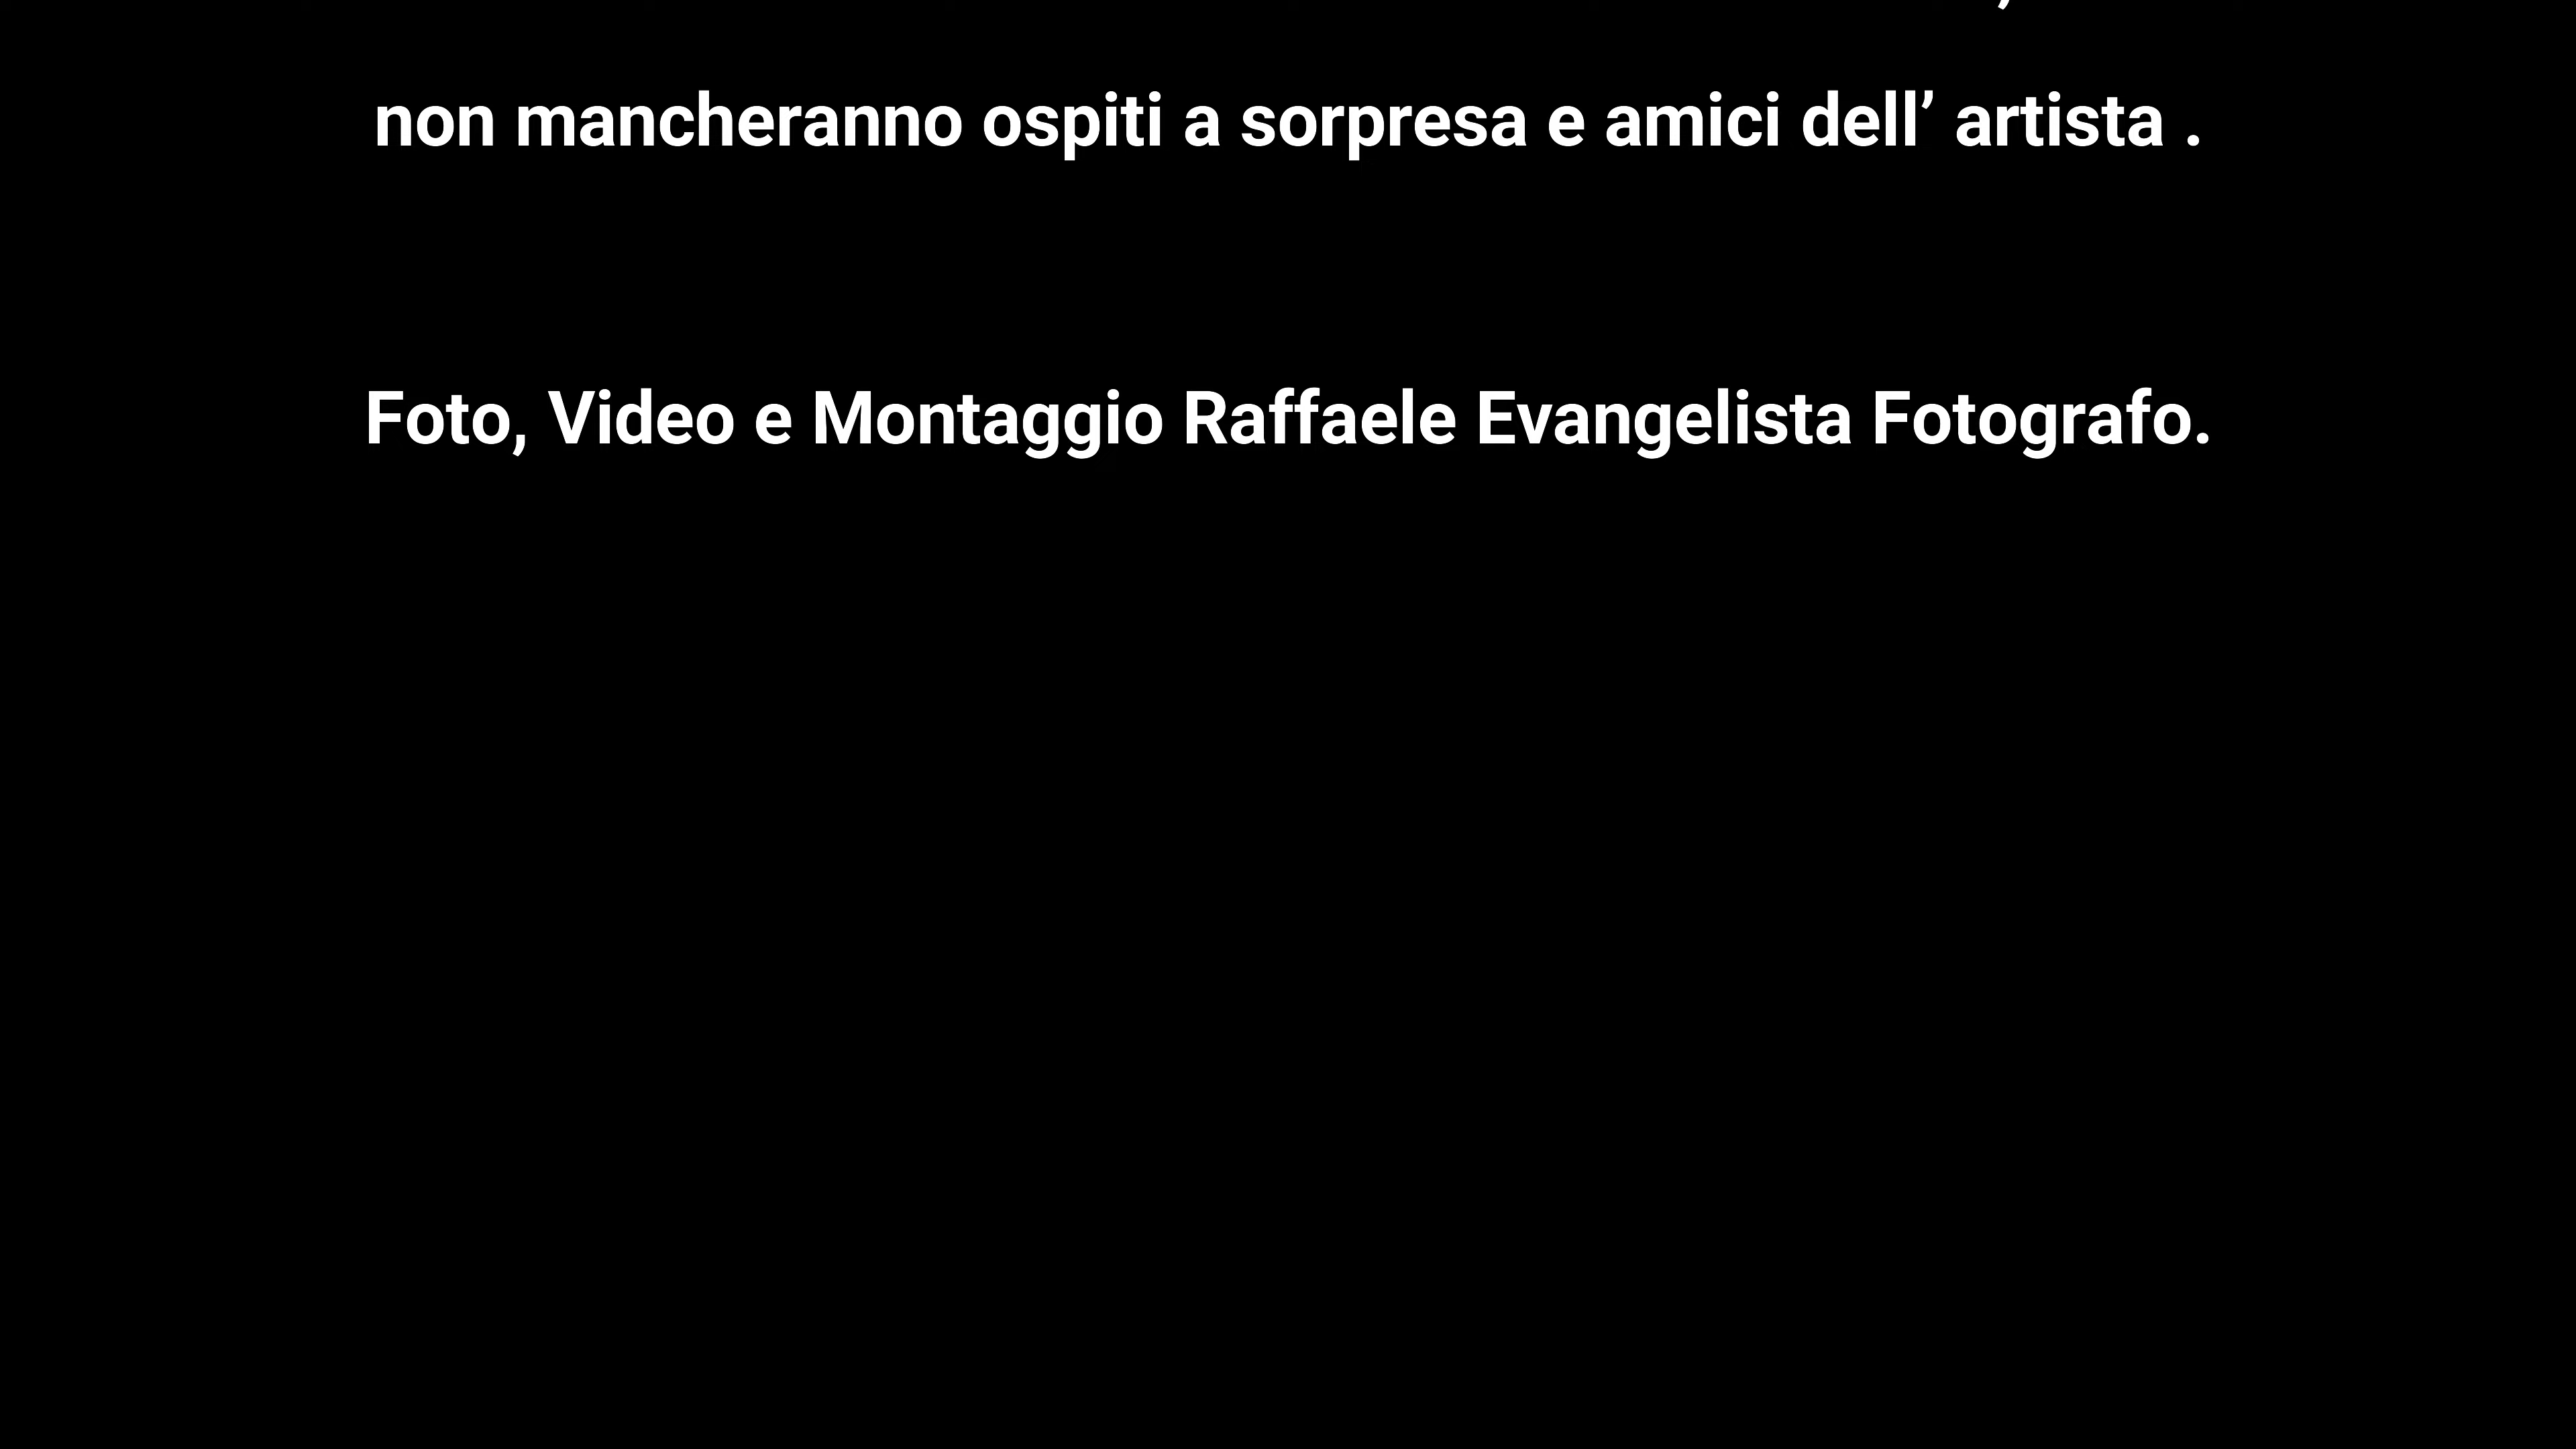 non mancheranno ospiti a sorpresa e amici dell’ artista .
Foto, Video e Montaggio Raffaele Evangelista Fotografo.